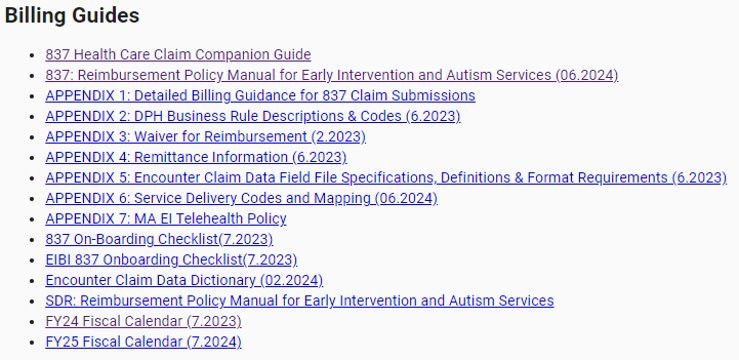 Billing Guides
837 Health Care Claim Companion Guide
837: Reimbursement Policy Manual for Early Intervention and Autism Services (06.2024)
APPENDIX 1: Detailed Billing Guidance for 837 Claim Submissions
APPENDIX 2: DPH Business Rule Descriptions & Codes (6.2023)
APPENDIX 3: Waiver for Reimbursement (2.2023)
APPENDIX 4: Remittance Information (6.2023)
APPENDIX 5: Encounter Claim Data Field File Specifications, Definitions & Format Requirements (6.2023)
APPENDIX 6: Service Delivery Codes and Mapping (06.2024)
APPENDIX 7: MA EI Telehealth Policy
837 On-Boarding Checklist(7.2023)
EIBI 837 Onboarding Checklist(7.2023)
Encounter Claim Data Dictionary (02.2024)
SDR: Reimbursement Policy Manual for Early Intervention and Autism Services
FY24 Fiscal Calendar (7.2023)
FY25 Fiscal Calendar (7.2024)